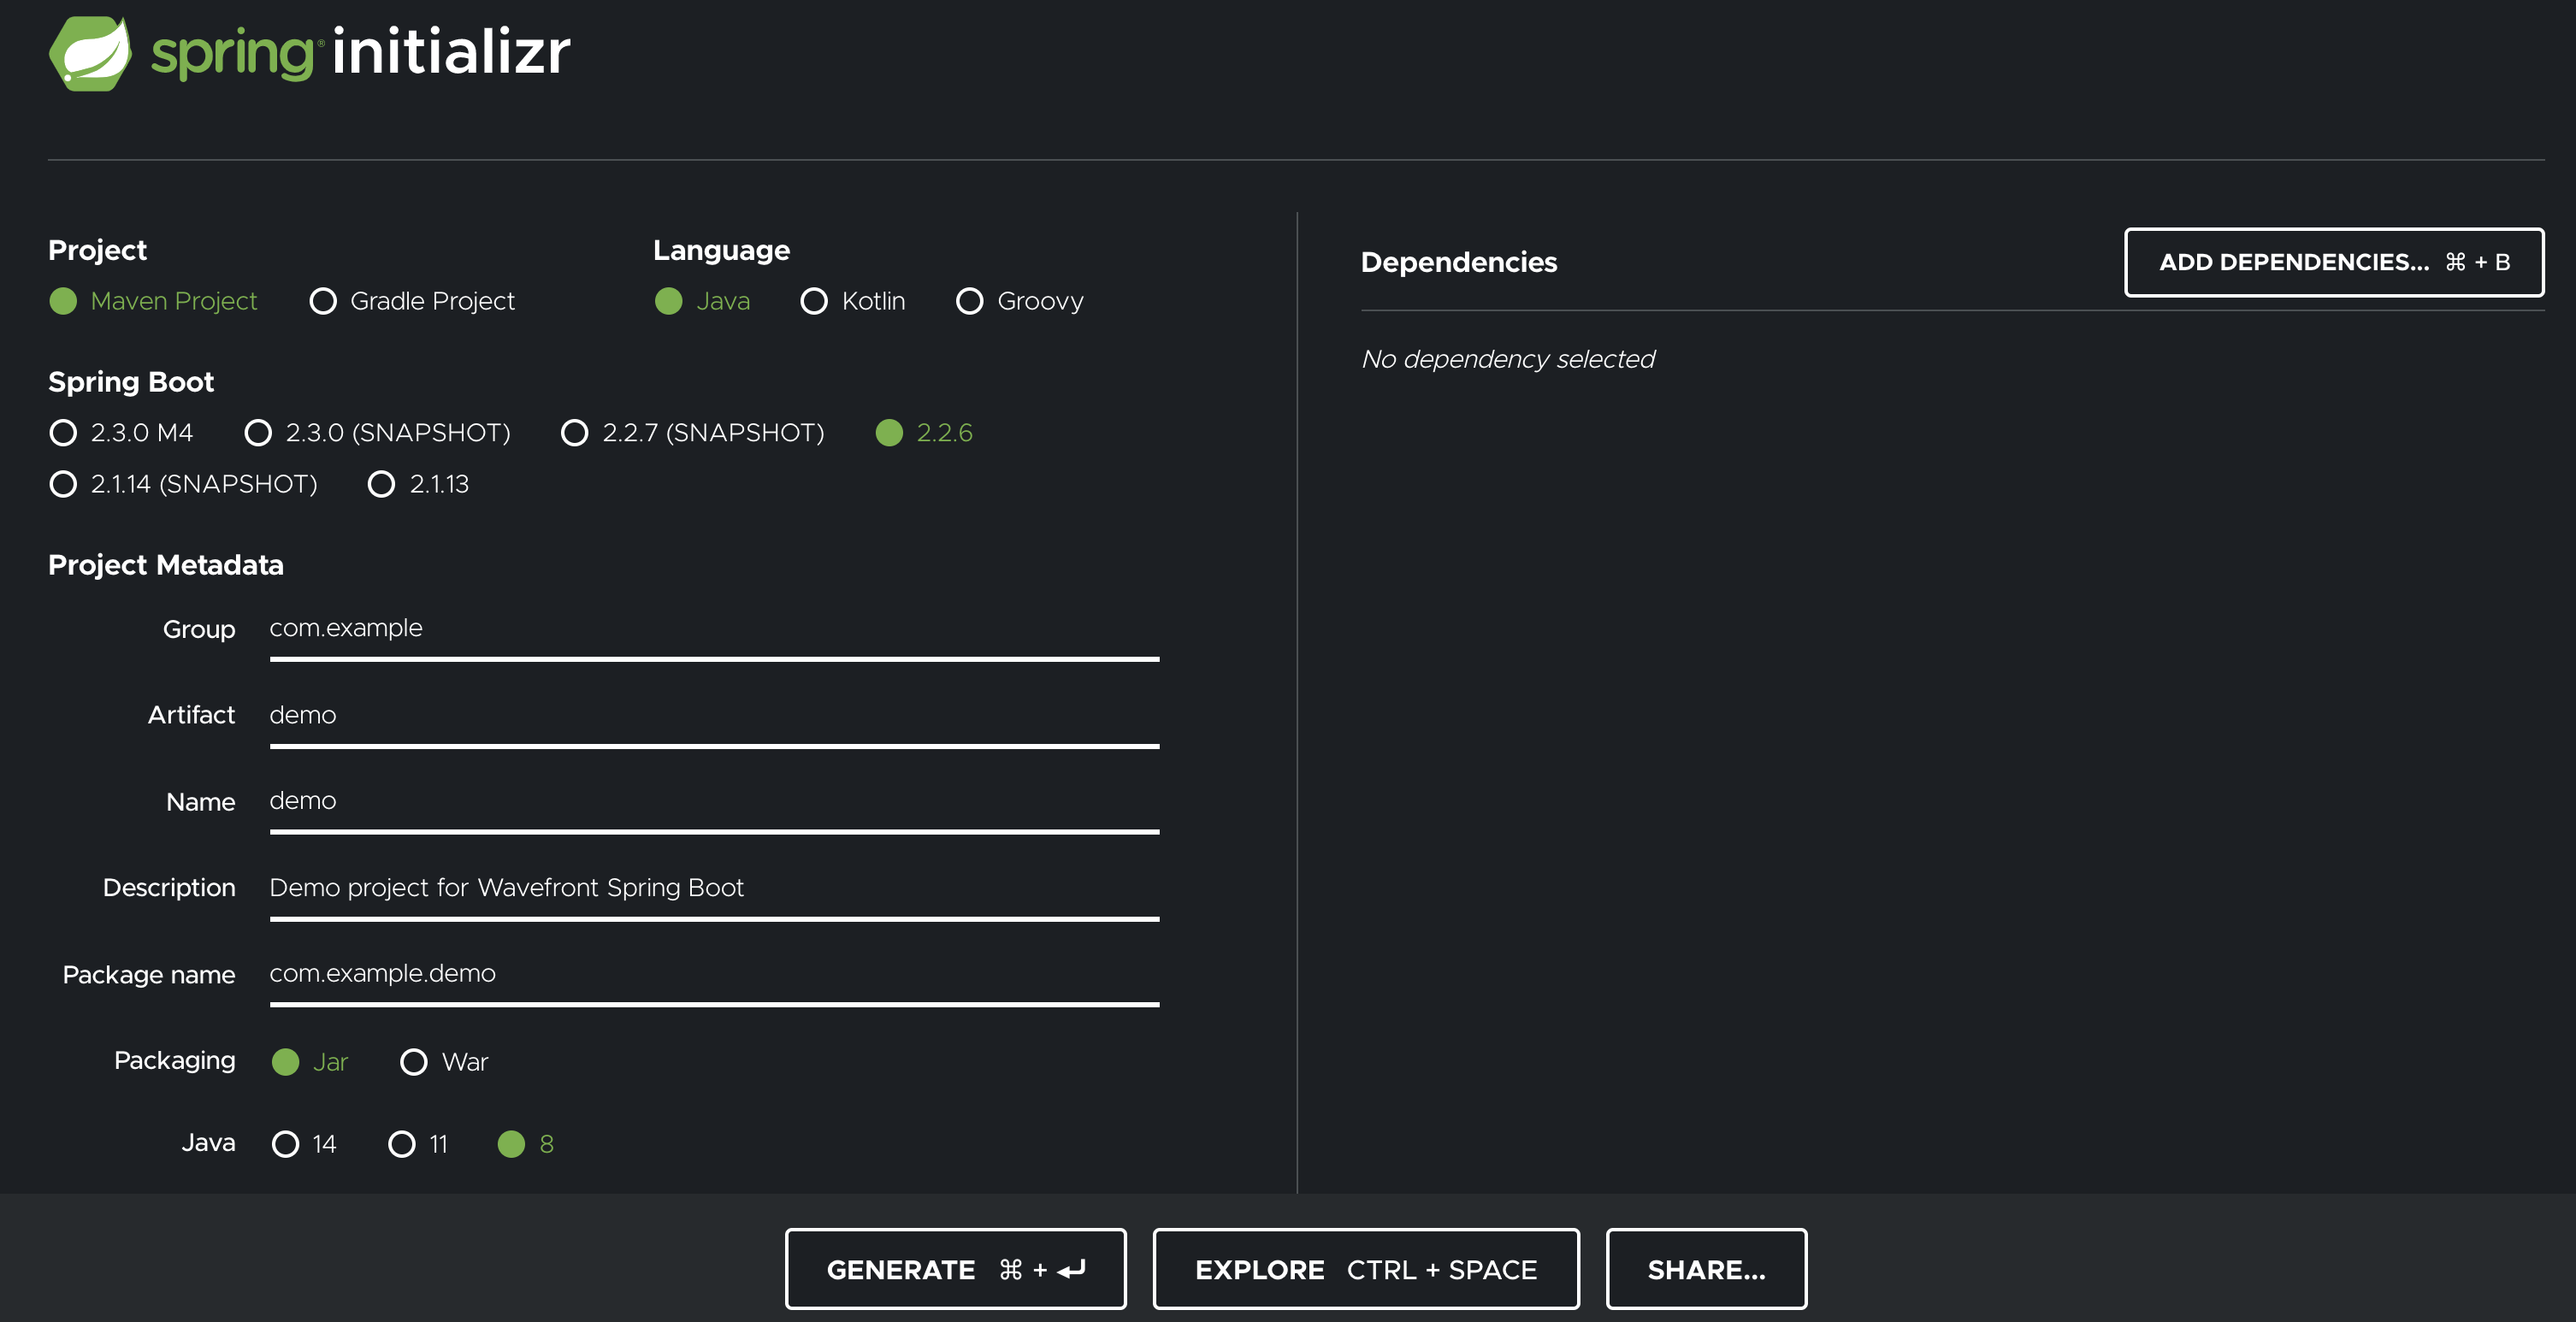 spring initializr
Project
Maven Project Gradle Project
Language
Java Kotlin Groovy
Spring Boot
2.3.0 M4 2.3.0 (SNAPSHOT) 2.2.7 (SNAPSHOT) 2.2.6
2.1.14 (SNAPSHOT) 2.1.13
Project Metadata
Group com.example
Artifact demo
Name demo
Description Demo project for Wavefront Spring Boot
Package name com.example.demo
Packaging Jar War
Java 14 11 8
Dependencies
ADD DEPENDENCIES... ⌘ + B
No dependency selected
GENERATE ⌘ + ↵
EXPLORE CTRL + SPACE
SHARE...